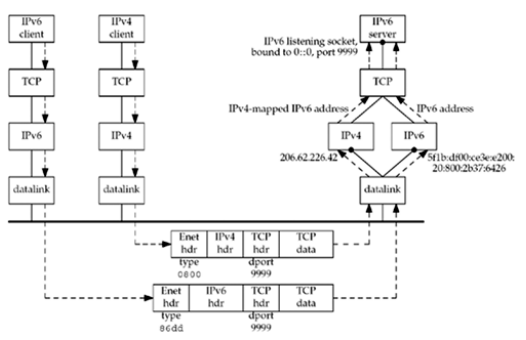 IPv6
client
IPv4
client
IPv6
server
IPv6 listening socket,
bound to 0::0, port 9999
TCP
TCP
TCP
IPv4-mapped IPv6 address
IPv6 address
IPv6
IPv4
IPv4
IPv6
206.62.226.42
5f1b:df00:ce3e:e200:
20:800:2b37:6426
datalink
datalink
datalink
Enet
hdr
IPv4
hdr
TCP
hdr
TCP
data
type
0800
dport
9999
Enet
hdr
IPv6
hdr
TCP
hdr
TCP
data
type
86dd
dport
9999